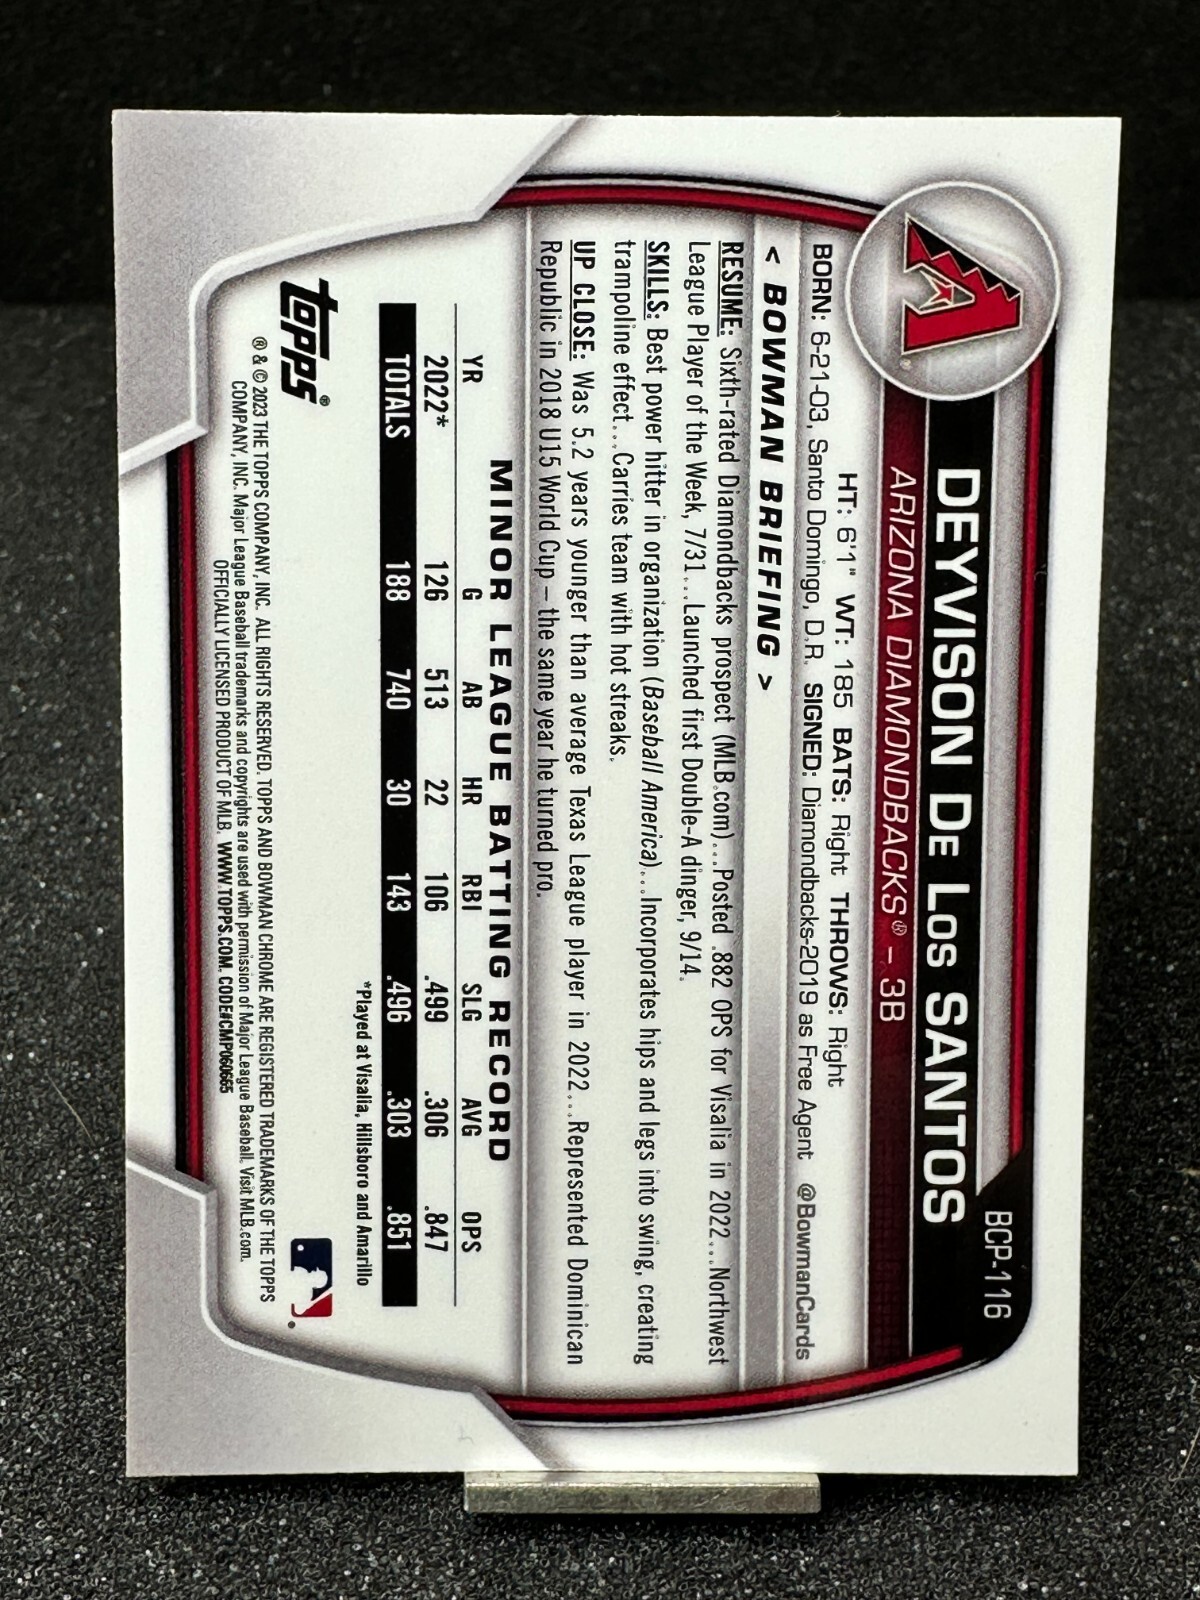 BCP-116
DEYVISON DE LOS SANTOS
ARIZONA DIAMONDBACKS® – 3B
HT: 6'1" WT: 185 BATS: Right THROWS: Right
BORN: 6-21-03, Santo Domingo, D.R. SIGNED: Diamondbacks-2019 as Free Agent @BowmanCards
< BOWMAN BRIEFING >
RESUME: Sixth-rated Diamondbacks prospect (MLB.com)...Posted .882 OPS for Visalia in 2022...Northwest
League Player of the Week, 7/31...Launched first Double-A dinger, 9/14.
SKILLS: Best power hitter in organization (Baseball America)...Incorporates hips and legs into swing, creating
trampoline effect...Carries team with hot streaks.
UP CLOSE: Was 5.2 years younger than average Texas League player in 2022...Represented Dominican
Republic in 2018 U15 World Cup – the same year he turned pro.
MINOR LEAGUE BATTING RECORD
YR G AB HR RBI SLG AVG OPS
2022* 126 513 22 106 .499 .306 .847
TOTALS 188 740 30 143 .496 .303 .851
*Played at Visalia, Hillsboro and Amarillo
topps®
® & © 2023 THE TOPPS COMPANY, INC. ALL RIGHTS RESERVED. TOPPS AND BOWMAN CHROME ARE REGISTERED TRADEMARKS OF THE TOPPS
COMPANY, INC. Major League Baseball trademarks and copyrights are used with permission of Major League Baseball. Visit MLB.com.
OFFICIALLY LICENSED PRODUCT OF MLB. WWW.TOPPS.COM. CODE#CMP060665